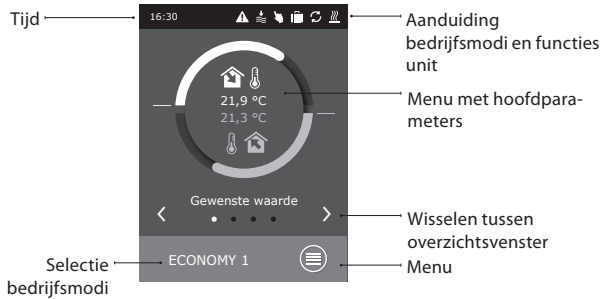 Tijd
16:30
Aanduiding
bedrijfsmodi en functies
unit
21,9 °C
21,3 °C
Menu met hoofdpara-
meters
Gewenste waarde
Wisselen tussen
overzichtsvenster
Selectie
bedrijfsmodi
ECONOMY 1
Menu